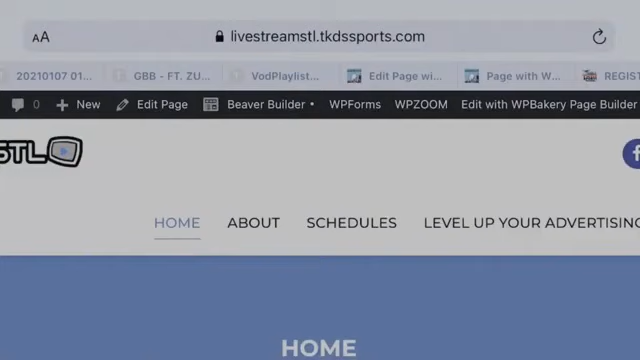 AA livestreamstl.tkdssports.com
20210107 01... GBB - FT. ZU... VodPlaylist... Edit Page wi... Page with W... REGIST
0 New Edit Page Beaver Builder WPForms WPZOOM Edit with WPBakery Page Builder
STL f
HOME ABOUT SCHEDULES LEVEL UP YOUR ADVERTISING
HOME